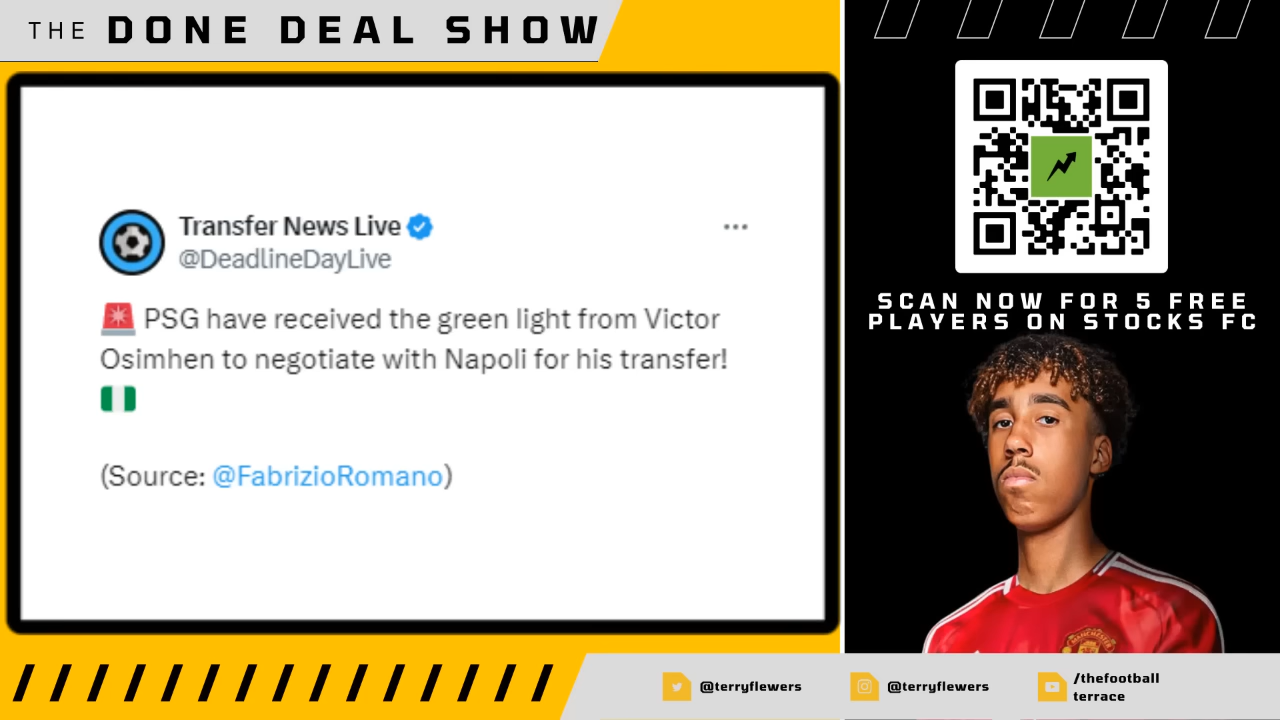 THE DONE DEAL SHOW
Transfer News Live
@DeadlineDayLive
🚨 PSG have received the green light from Victor
Osimhen to negotiate with Napoli for his transfer!
🇳🇬
(Source: @FabrizioRomano)
SCAN NOW FOR 5 FREE
PLAYERS ON STOCKS FC
MANCHESTER
@terryflewers
@terryflewers
/thefootball
terrace